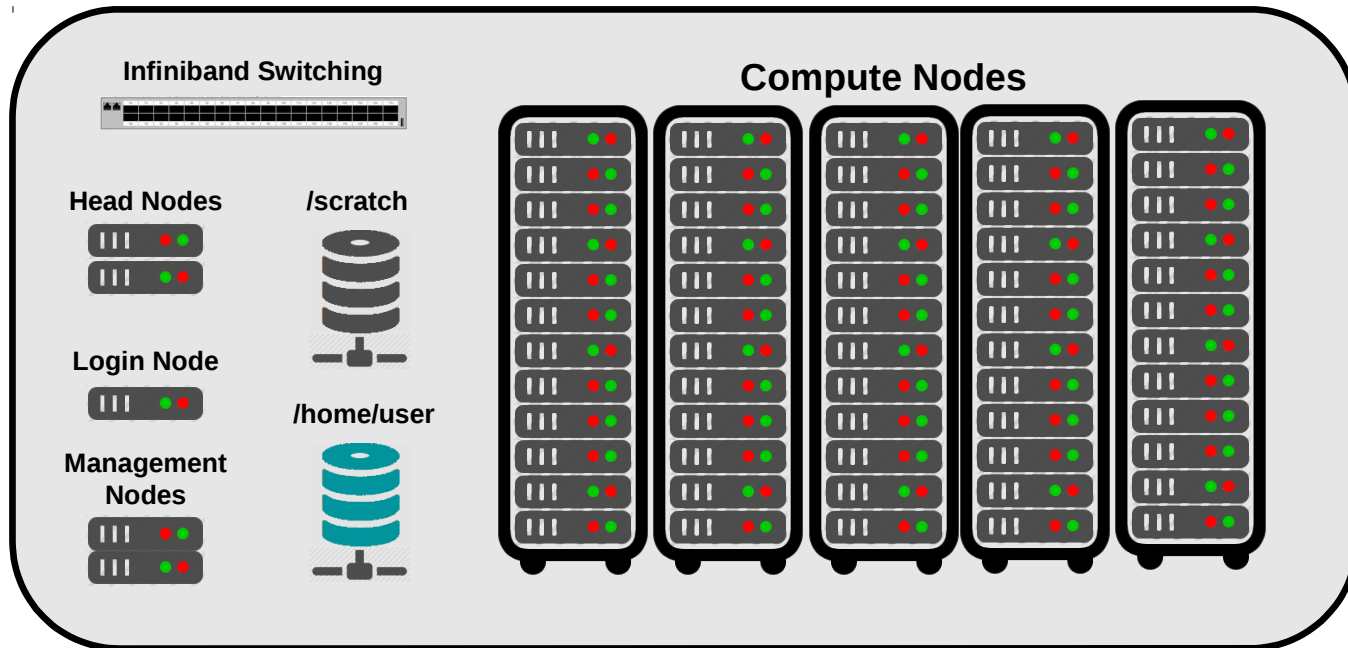 Infiniband Switching
Compute Nodes
Head Nodes
/scratch
Login Node
/home/user
Management
Nodes